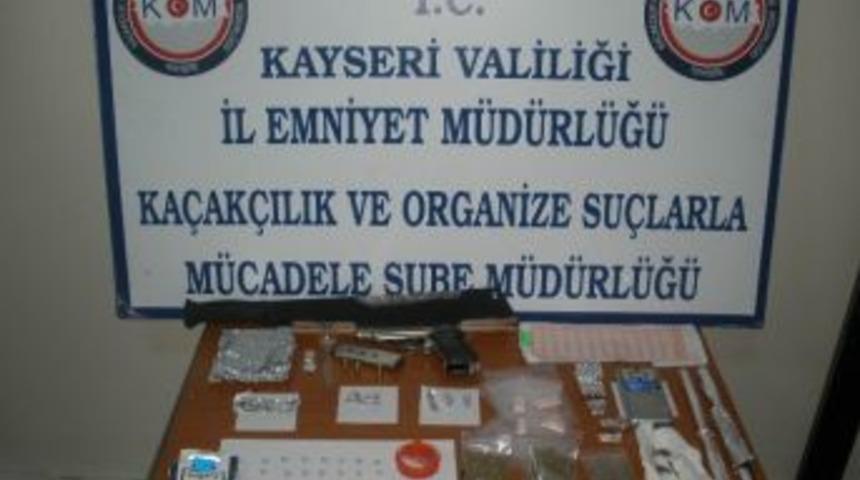 T.C.
KOM
KOM
KAYSERİ VALİLİĞİ
İL EMNİYET MÜDÜRLÜĞÜ
KAÇAKÇILIK VE ORGANİZE SUÇLARLA
MÜCADELE ŞUBE MÜDÜRLÜĞÜ